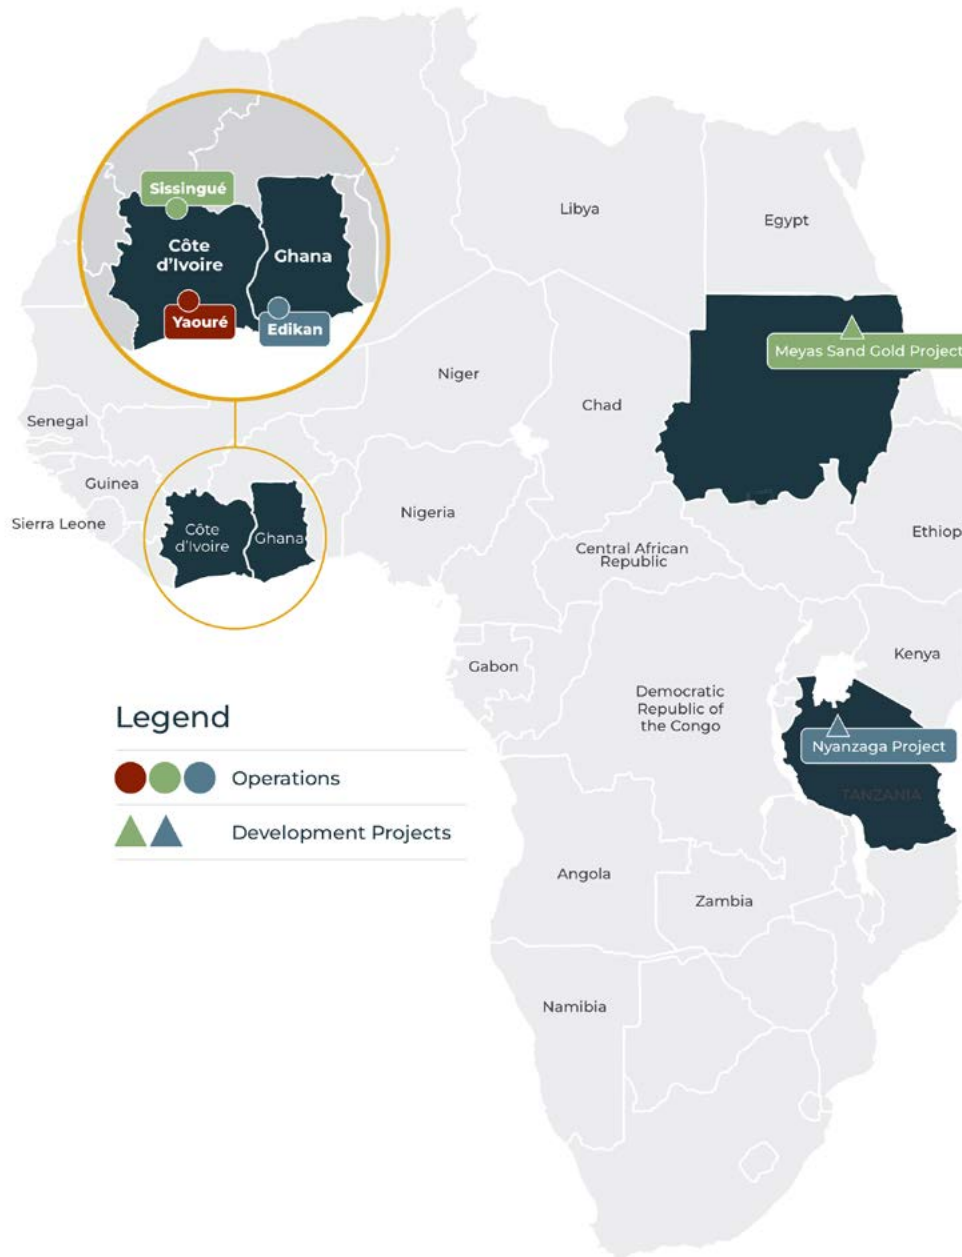 Sissingué
Côte
d'Ivoire
Ghana
Yaouré
Edikan
Libya
Egypt
Meyas Sand Gold Project
Niger
Chad
Senegal
Guinea
Sierra Leone
Côte
d'Ivoire
Ghana
Nigeria
Central African
Republic
Ethiop
Gabon
Kenya
Democratic
Republic of
the Congo
Nyanzaga Project
TANZANIA
Legend
Operations
Development Projects
Angola
Zambia
Namibia